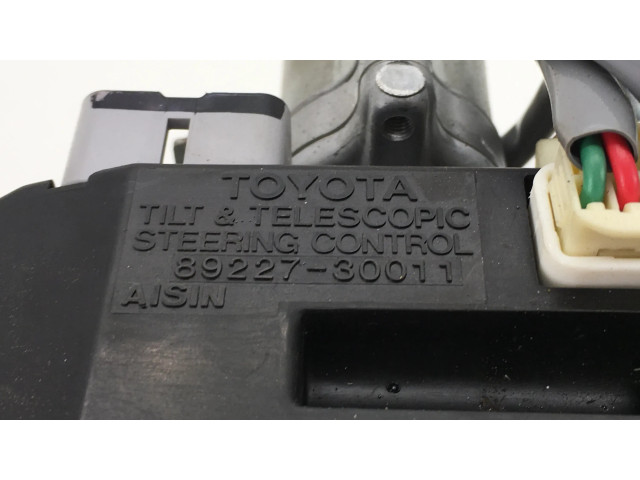 TOYOTA
TILT & TELESCOPIC
STEERING CONTROL
89227-30011
AISIN